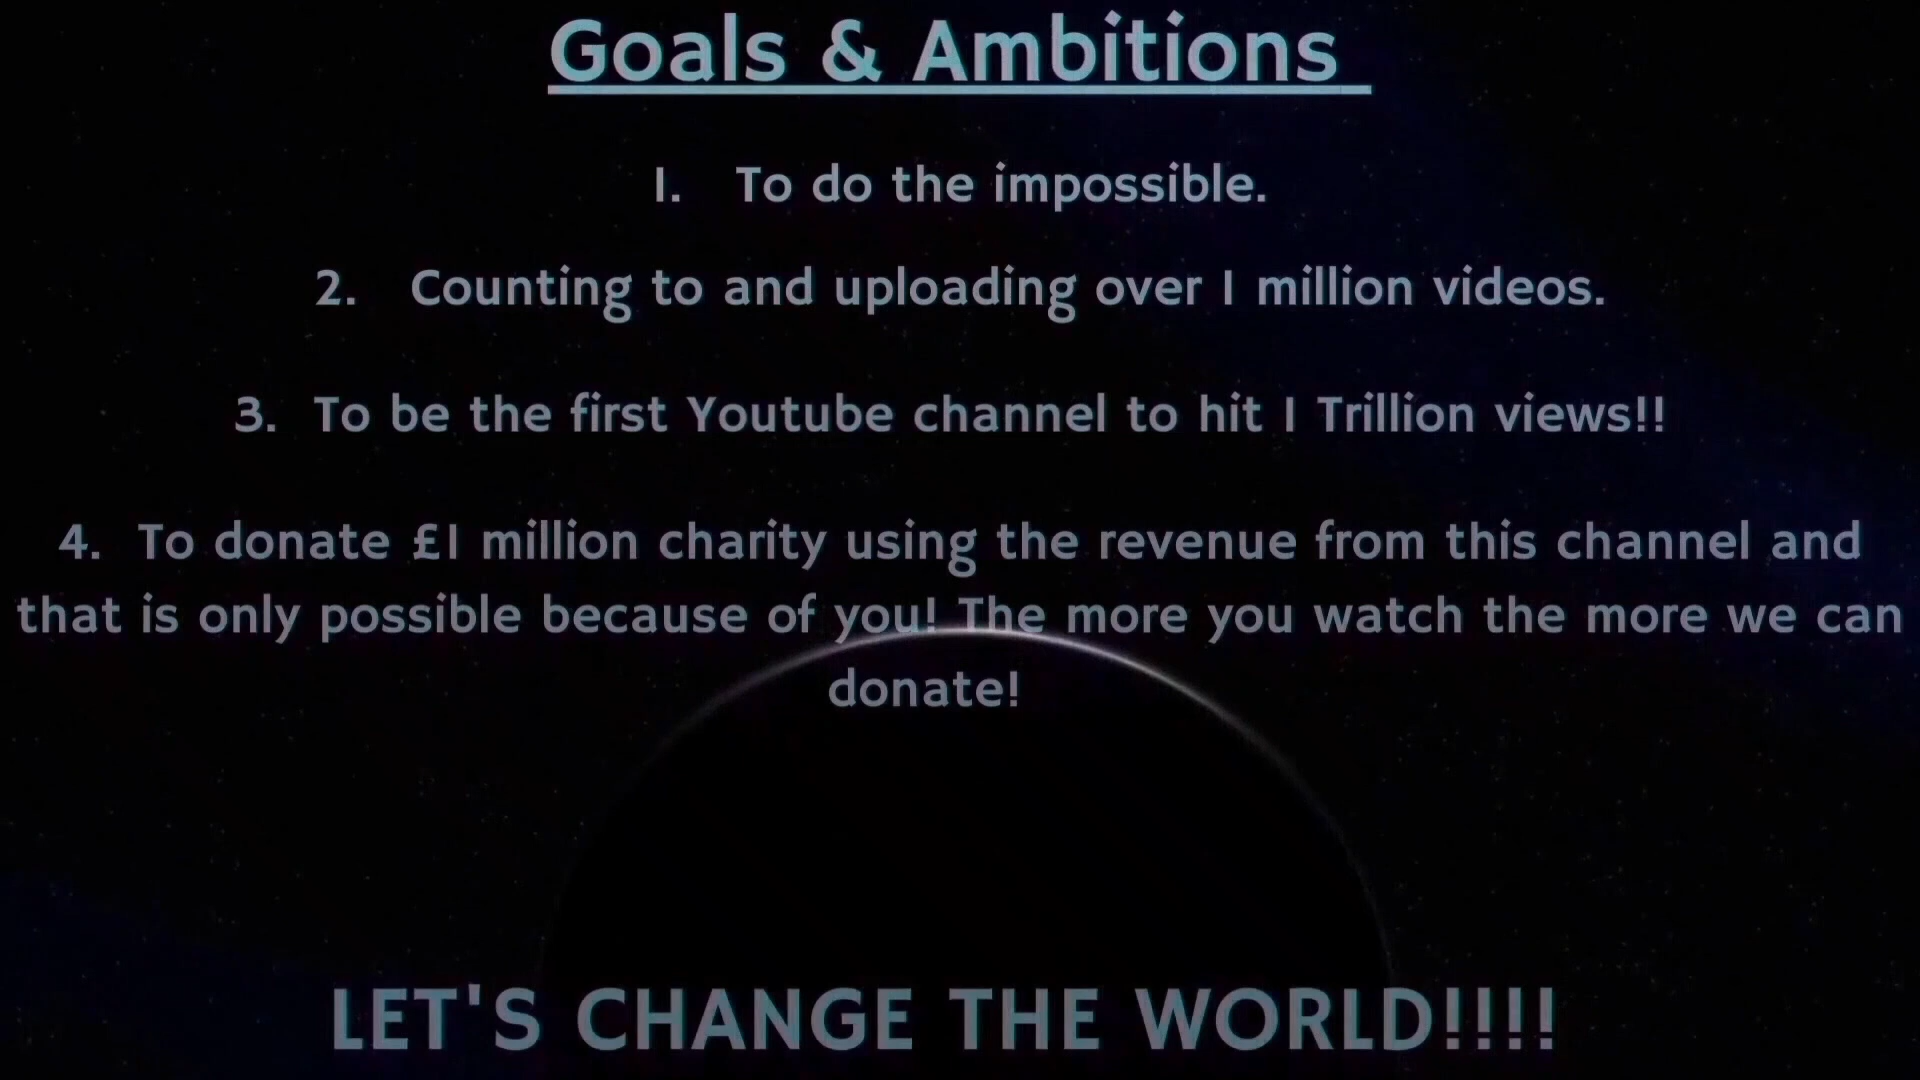 Goals & Ambitions
1. To do the impossible.
2. Counting to and uploading over 1 million videos.
3. To be the first Youtube channel to hit 1 Trillion views!!
4. To donate £1 million charity using the revenue from this channel and
that is only possible because of you! The more you watch the more we can
donate!
LET'S CHANGE THE WORLD!!!!